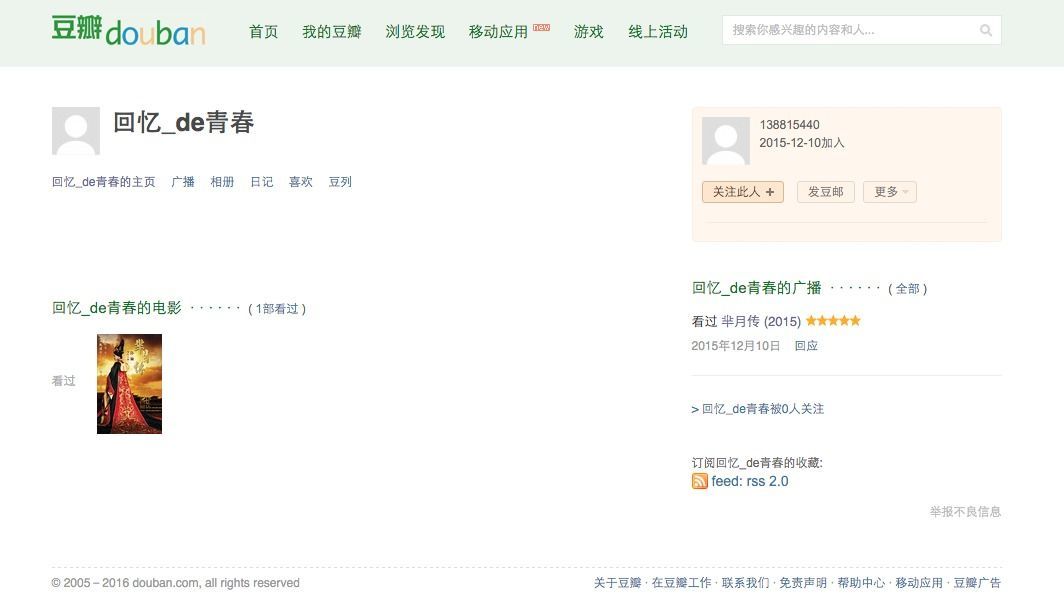 豆瓣douban
首页 我的豆瓣 浏览发现 移动应用 new 游戏 线上活动
搜索你感兴趣的内容和人...
回忆_de青春
回忆_de青春的主页 广播 相册 日记 喜欢 豆列
138815440
2015-12-10加入
关注此人 + 发豆邮 更多
回忆_de青春的电影 · · · · · · ( 1部看过 )
看过
芈月传
回忆_de青春的广播 · · · · · · ( 全部 )
看过 芈月传 (2015) ★★★★★
2015年12月10日 回应
> 回忆_de青春被0人关注
订阅回忆_de青春的收藏:
feed: rss 2.0
举报不良信息
© 2005－2016 douban.com, all rights reserved
关于豆瓣 · 在豆瓣工作 · 联系我们 · 免责声明 · 帮助中心 · 移动应用 · 豆瓣广告